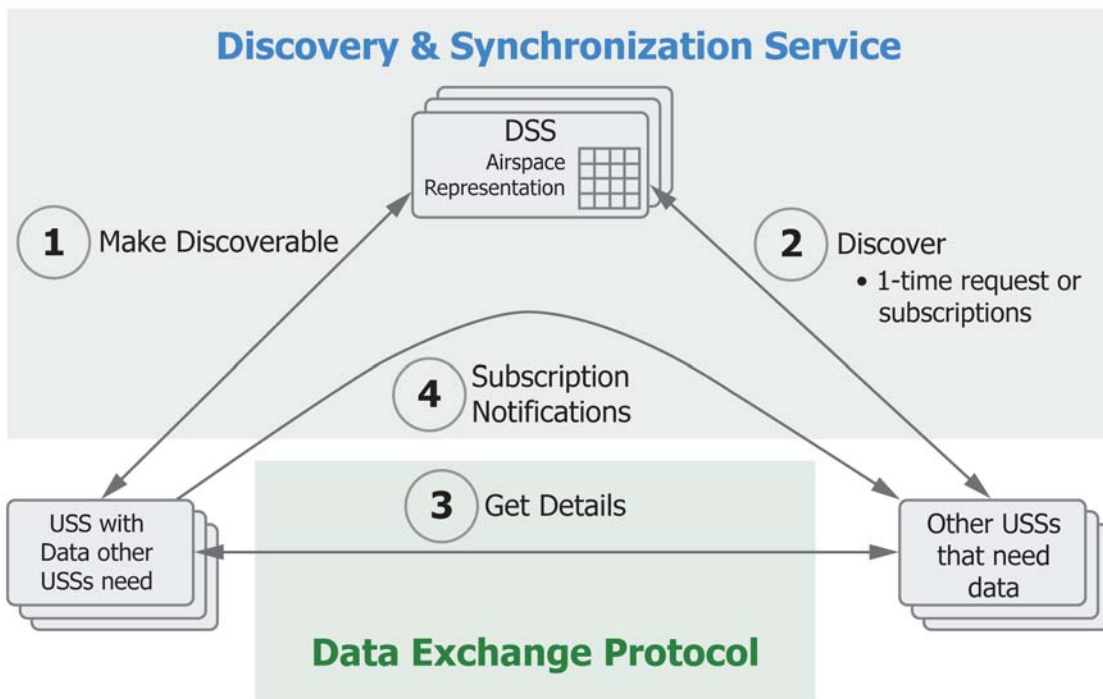 Discovery & Synchronization Service
DSS
Airspace
Representation
1
Make Discoverable
2
Discover
• 1-time request or
subscriptions
4
Subscription
Notifications
3
Get Details
USS with
Data other
USSs need
Other USSs
that need
data
Data Exchange Protocol